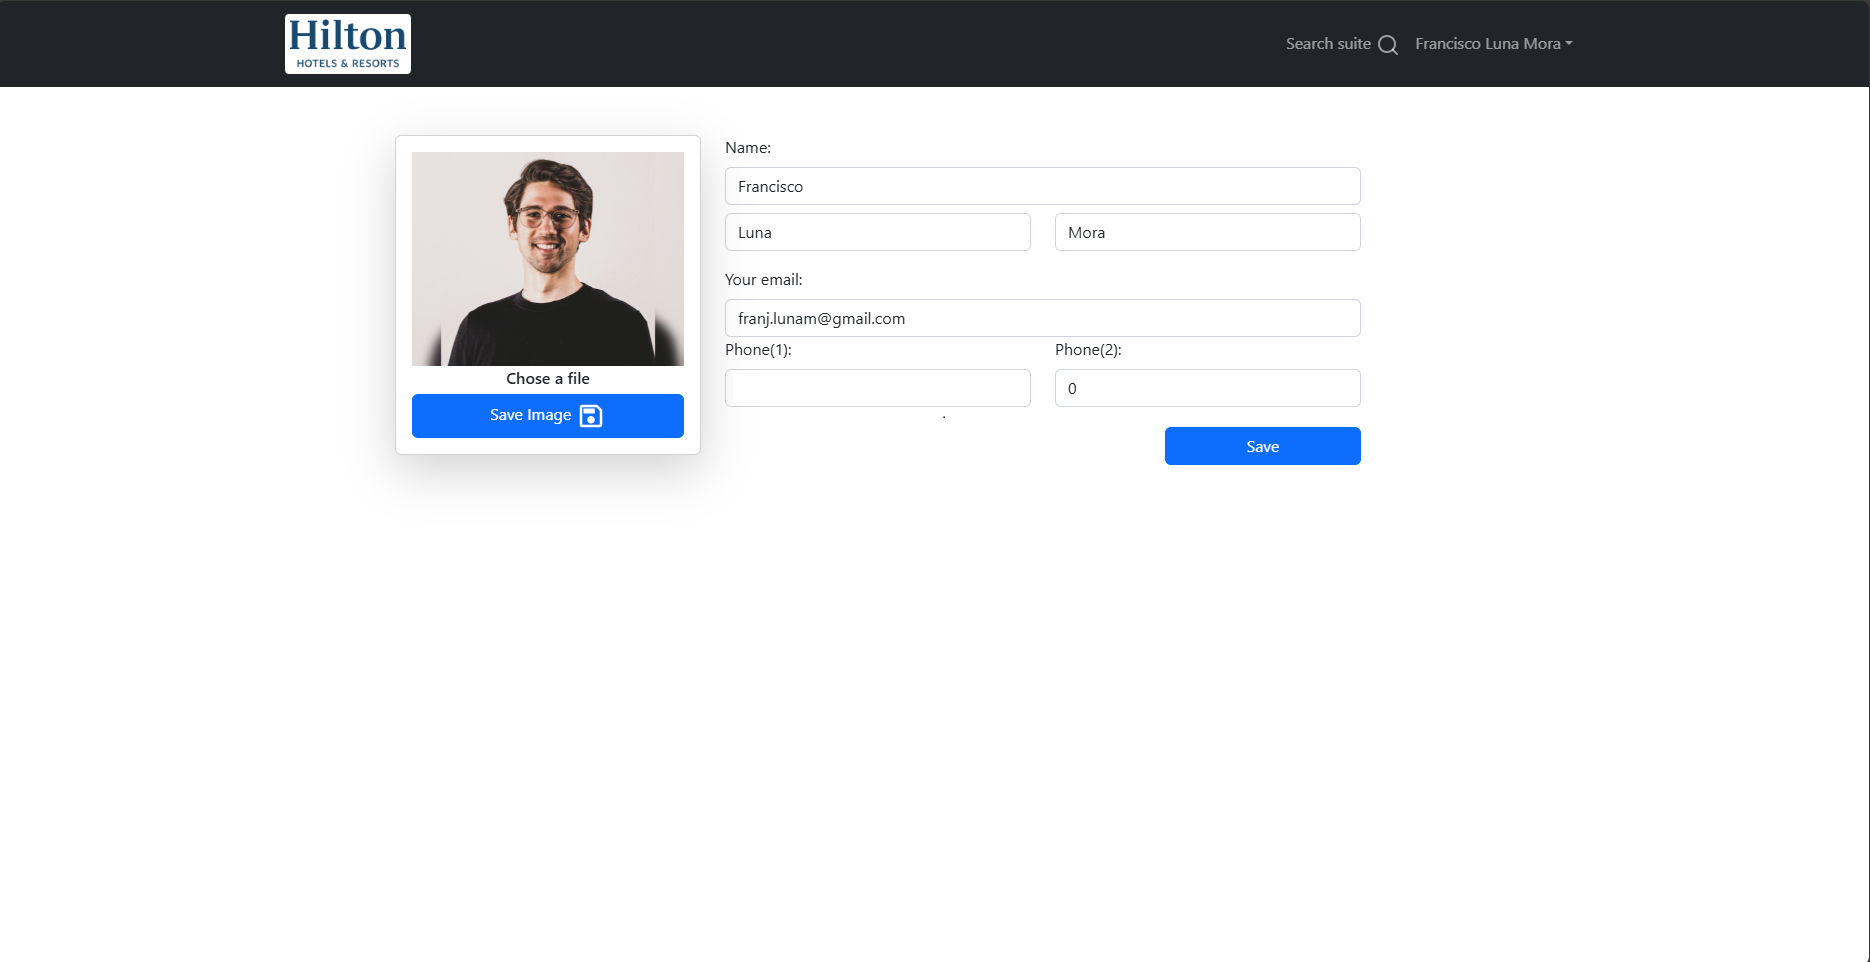 Hilton
HOTELS & RESORTS
Search suite
Francisco Luna Mora
Chose a file
Save Image
Name:
Francisco
Luna
Mora
Your email:
franj.lunam@gmail.com
Phone(1):
Phone(2):
0
.
Save